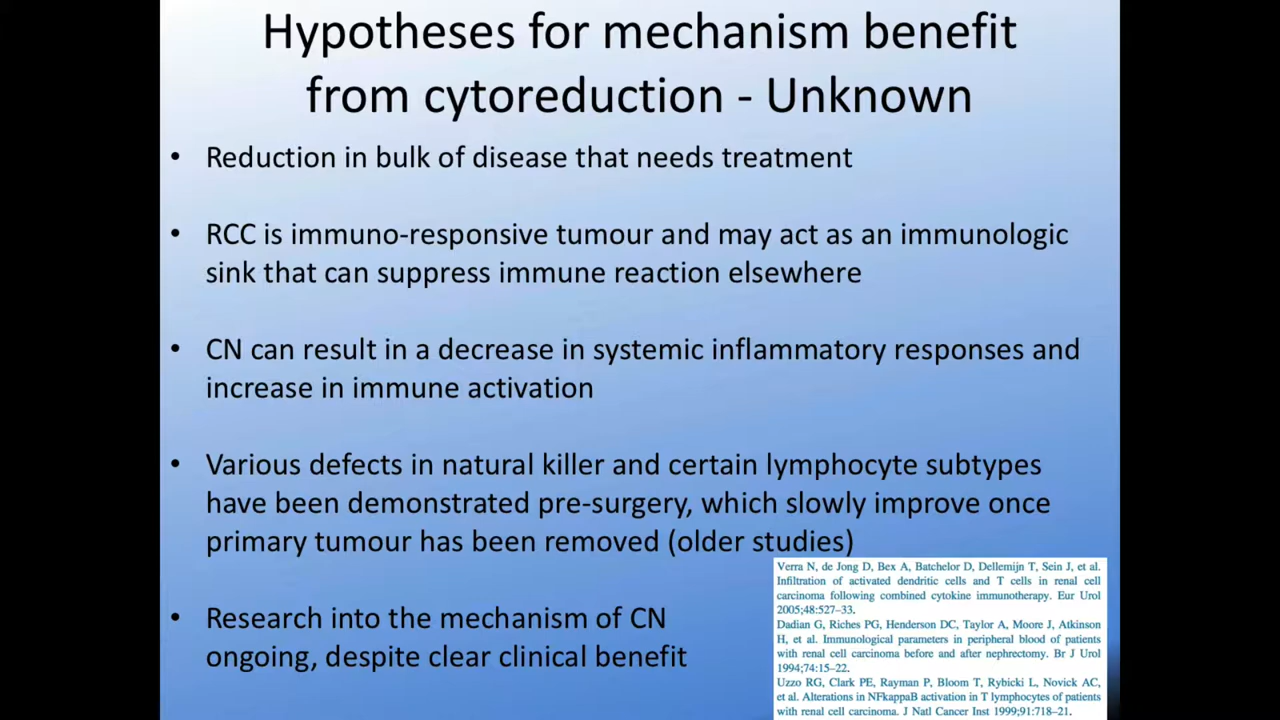 Hypotheses for mechanism benefit
from cytoreduction - Unknown
• Reduction in bulk of disease that needs treatment
• RCC is immuno-responsive tumour and may act as an immunologic
sink that can suppress immune reaction elsewhere
• CN can result in a decrease in systemic inflammatory responses and
increase in immune activation
• Various defects in natural killer and certain lymphocyte subtypes
have been demonstrated pre-surgery, which slowly improve once
primary tumour has been removed (older studies)
• Research into the mechanism of CN
ongoing, despite clear clinical benefit
Verra N, de Jong D, Bex A, Batchelor D, Dellemijn T, Sein J, et al.
Infiltration of activated dendritic cells and T cells in renal cell
carcinoma following combined cytokine immunotherapy. Eur Urol
2005;48:527–33.
Dadian G, Riches PG, Henderson DC, Taylor A, Moore J, Atkinson
H, et al. Immunological parameters in peripheral blood of patients
with renal cell carcinoma before and after nephrectomy. Br J Urol
1994;74:15–22.
Uzzo RG, Clark PE, Rayman P, Bloom T, Rybicki L, Novick AC,
et al. Alterations in NFkappaB activation in T lymphocytes of patients
with renal cell carcinoma. J Natl Cancer Inst 1999;91:718–21.